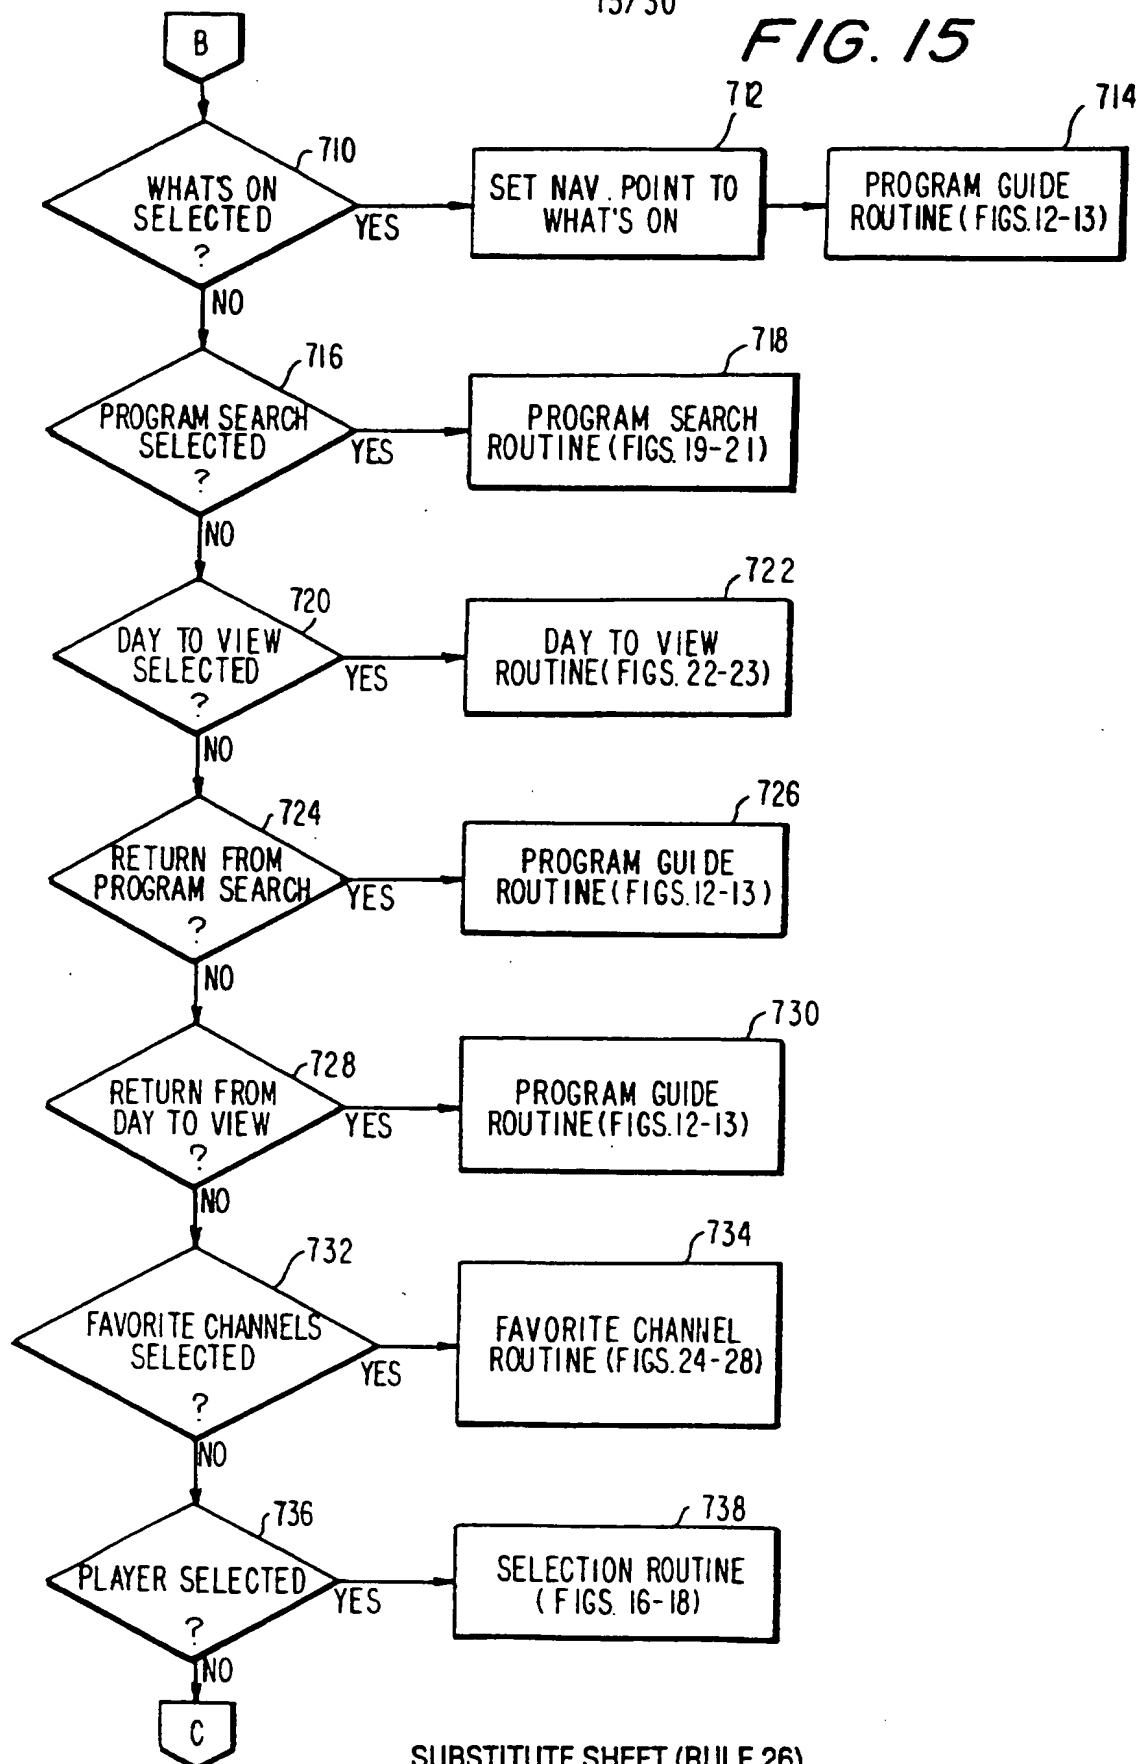 15/30
FIG. 15
B
710
WHAT'S ON
SELECTED
?
YES
NO
712
SET NAV. POINT TO
WHAT'S ON
714
PROGRAM GUIDE
ROUTINE (FIGS. 12-13)
716
PROGRAM SEARCH
SELECTED
?
YES
NO
718
PROGRAM SEARCH
ROUTINE (FIGS. 19-21)
720
DAY TO VIEW
SELECTED
?
YES
NO
722
DAY TO VIEW
ROUTINE (FIGS. 22-23)
724
RETURN FROM
PROGRAM SEARCH
?
YES
NO
726
PROGRAM GUIDE
ROUTINE (FIGS. 12-13)
728
RETURN FROM
DAY TO VIEW
?
YES
NO
730
PROGRAM GUIDE
ROUTINE (FIGS. 12-13)
732
FAVORITE CHANNELS
SELECTED
?
YES
NO
734
FAVORITE CHANNEL
ROUTINE (FIGS. 24-28)
736
PLAYER SELECTED
?
YES
NO
738
SELECTION ROUTINE
(FIGS. 16-18)
C
SUBSTITUTE SHEET (RULE 26)